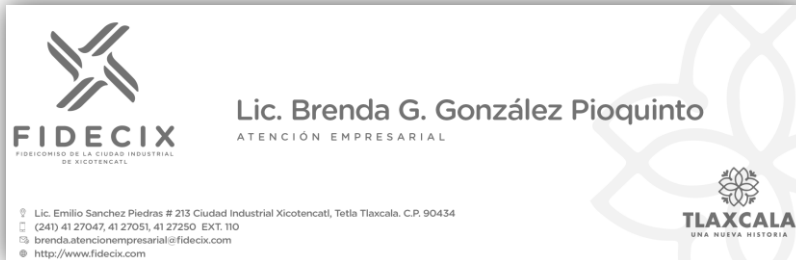 FIDECIX
FIDEICOMISO DE LA CIUDAD INDUSTRIAL
DE XICOTENCATL
Lic. Brenda G. González Pioquinto
ATENCIÓN EMPRESARIAL
Lic. Emilio Sanchez Piedras # 213 Ciudad Industrial Xicotencatl, Tetla Tlaxcala. C.P. 90434
(241) 41 27047, 41 27051, 41 27250 EXT. 110
brenda.atencionempresarial@fidecix.com
http://www.fidecix.com
TLAXCALA
UNA NUEVA HISTORIA